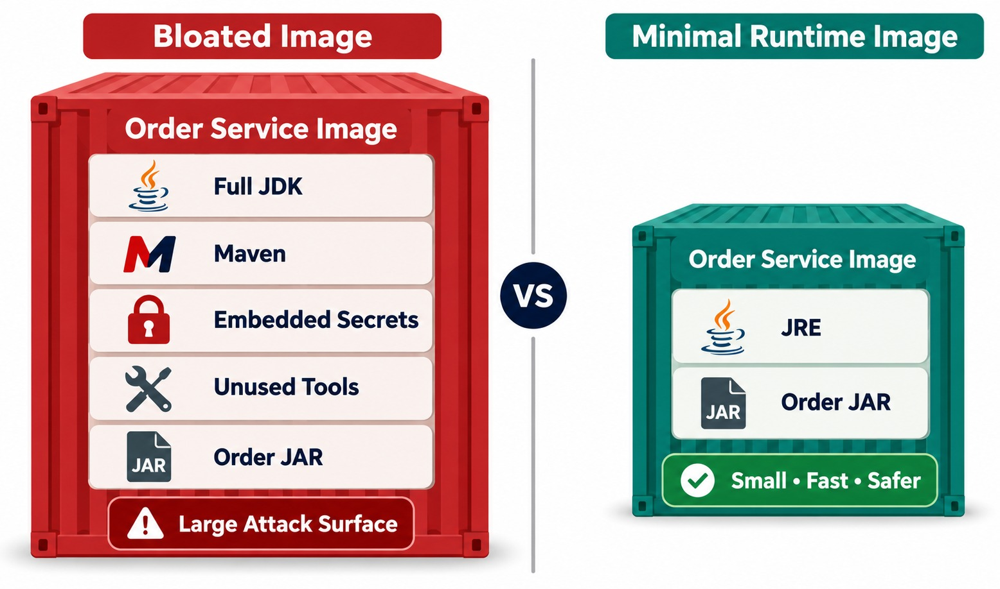 Bloated Image
Order Service Image
Full JDK
Maven
Embedded Secrets
Unused Tools
JAR
Order JAR
Large Attack Surface
VS
Minimal Runtime Image
Order Service Image
JRE
JAR
Order JAR
Small • Fast • Safer